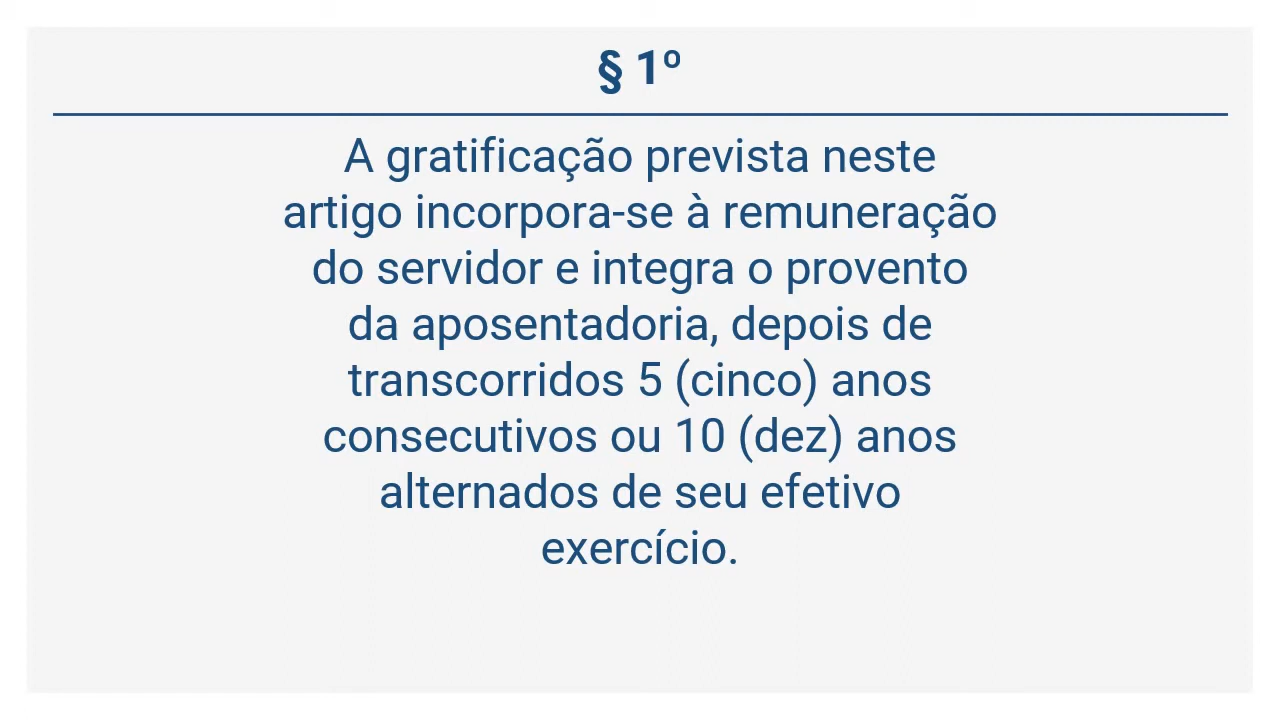 § 1º
A gratificação prevista neste
artigo incorpora-se à remuneração
do servidor e integra o provento
da aposentadoria, depois de
transcorridos 5 (cinco) anos
consecutivos ou 10 (dez) anos
alternados de seu efetivo
exercício.